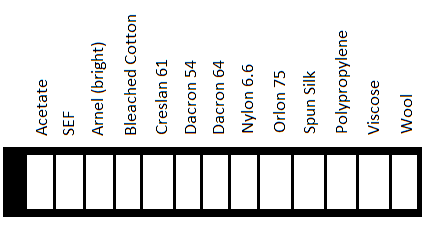 Acetate
SEF
Arnel (bright)
Bleached Cotton
Creslan 61
Dacron 54
Dacron 64
Nylon 6.6
Orlon 75
Spun Silk
Polypropylene
Viscose
Wool